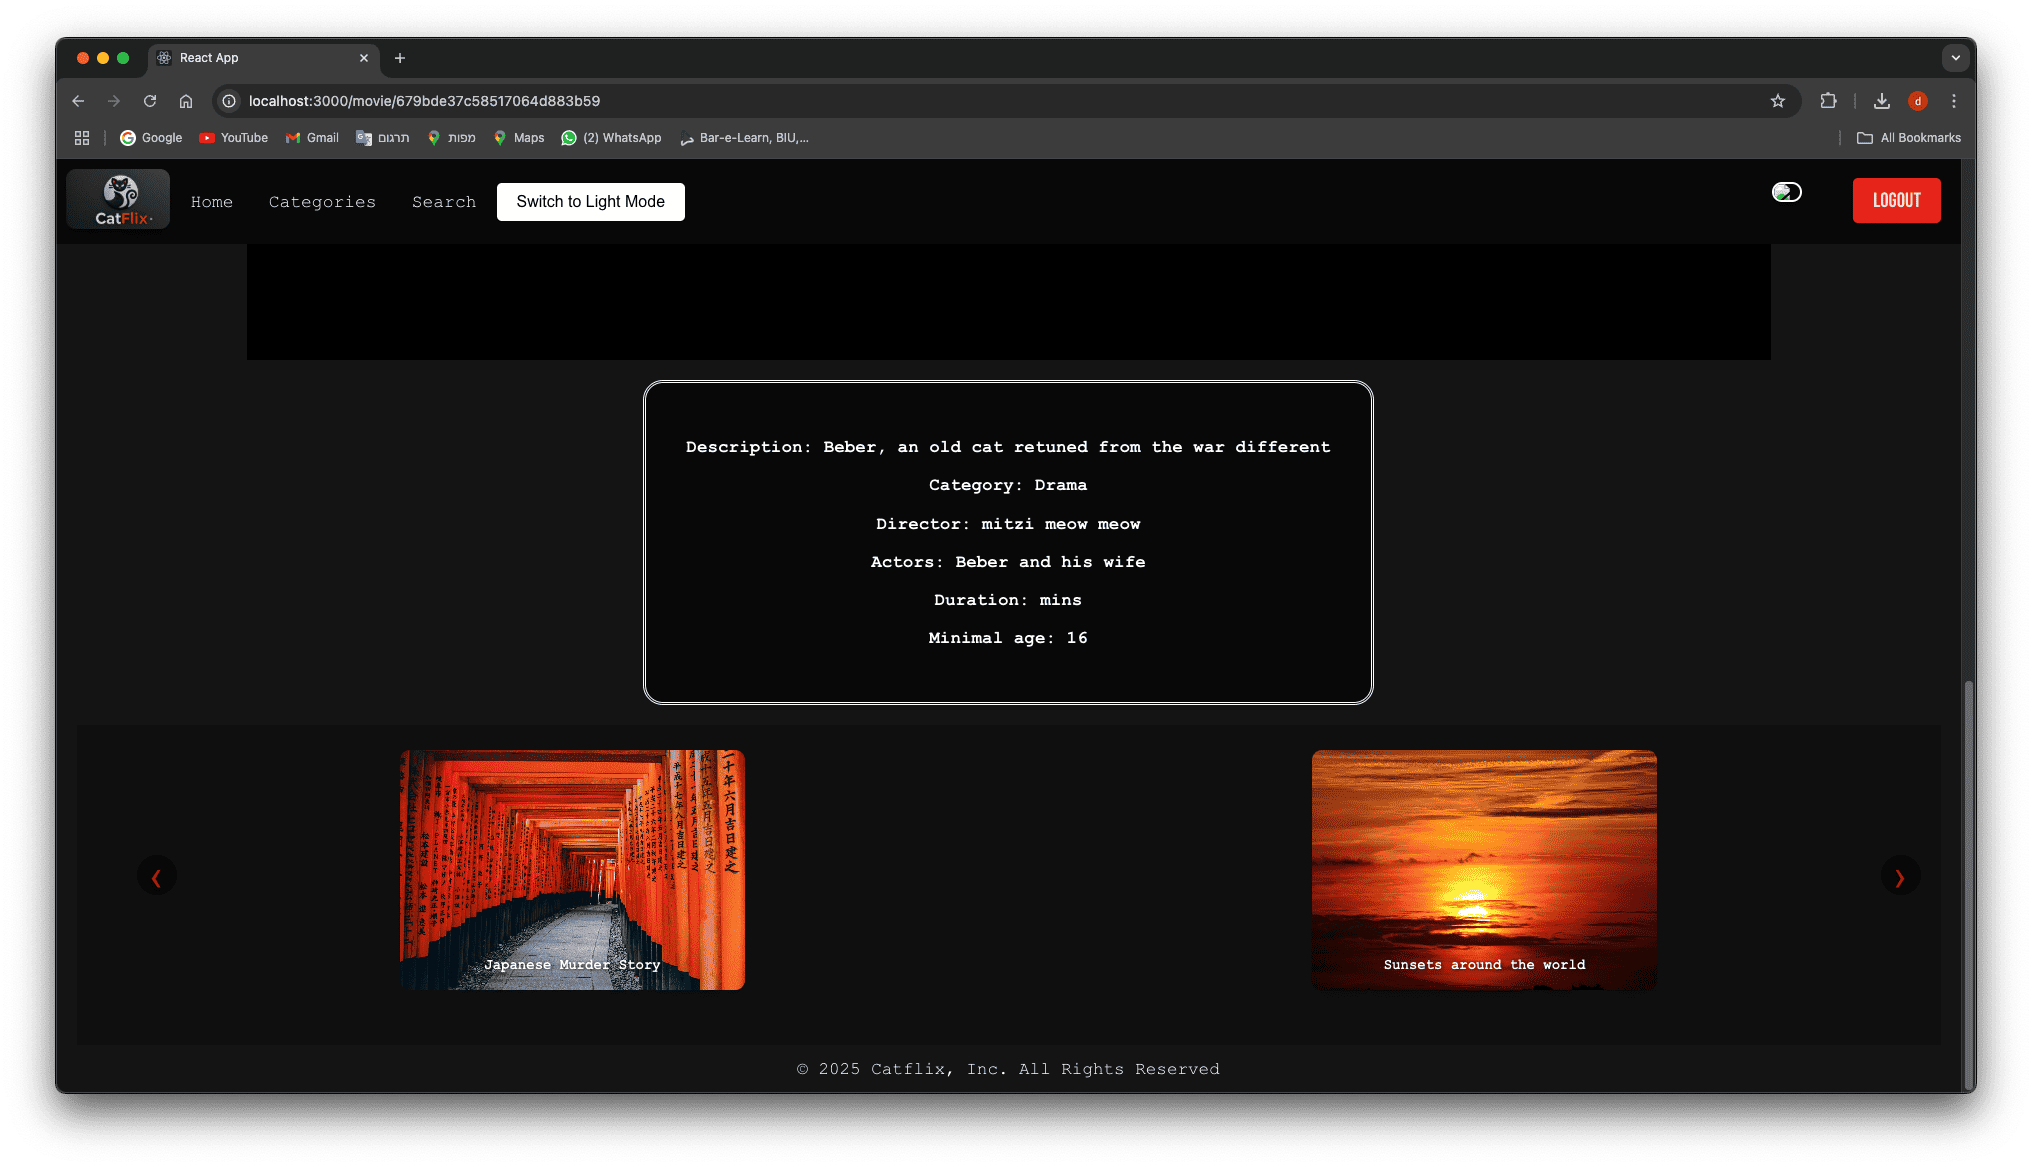 React App
localhost:3000/movie/679bde37c58517064d883b59
Google YouTube Gmail תרגום מפות Maps (2) WhatsApp Bar-e-Learn, BIU,... All Bookmarks
d
CatFlix
Home Categories Search Switch to Light Mode LOGOUT
Description: Beber, an old cat retuned from the war different
Category: Drama
Director: mitzi meow meow
Actors: Beber and his wife
Duration: mins
Minimal age: 16
Japanese Murder Story
Sunsets around the world
© 2025 Catflix, Inc. All Rights Reserved